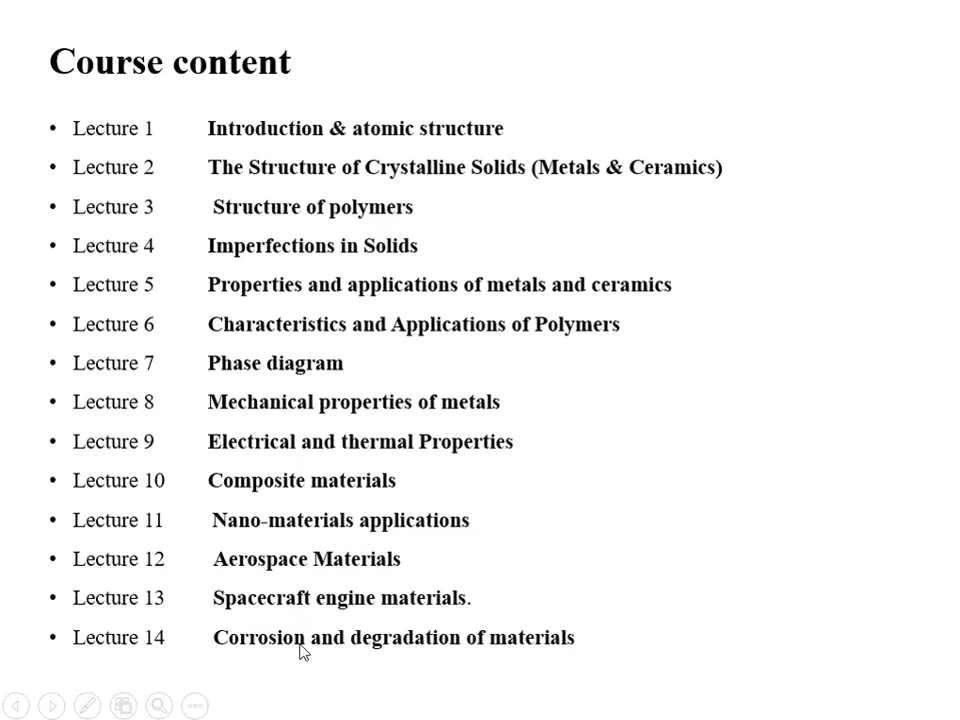 Course content
• Lecture 1 Introduction & atomic structure
• Lecture 2 The Structure of Crystalline Solids (Metals & Ceramics)
• Lecture 3 Structure of polymers
• Lecture 4 Imperfections in Solids
• Lecture 5 Properties and applications of metals and ceramics
• Lecture 6 Characteristics and Applications of Polymers
• Lecture 7 Phase diagram
• Lecture 8 Mechanical properties of metals
• Lecture 9 Electrical and thermal Properties
• Lecture 10 Composite materials
• Lecture 11 Nano-materials applications
• Lecture 12 Aerospace Materials
• Lecture 13 Spacecraft engine materials.
• Lecture 14 Corrosion and degradation of materials